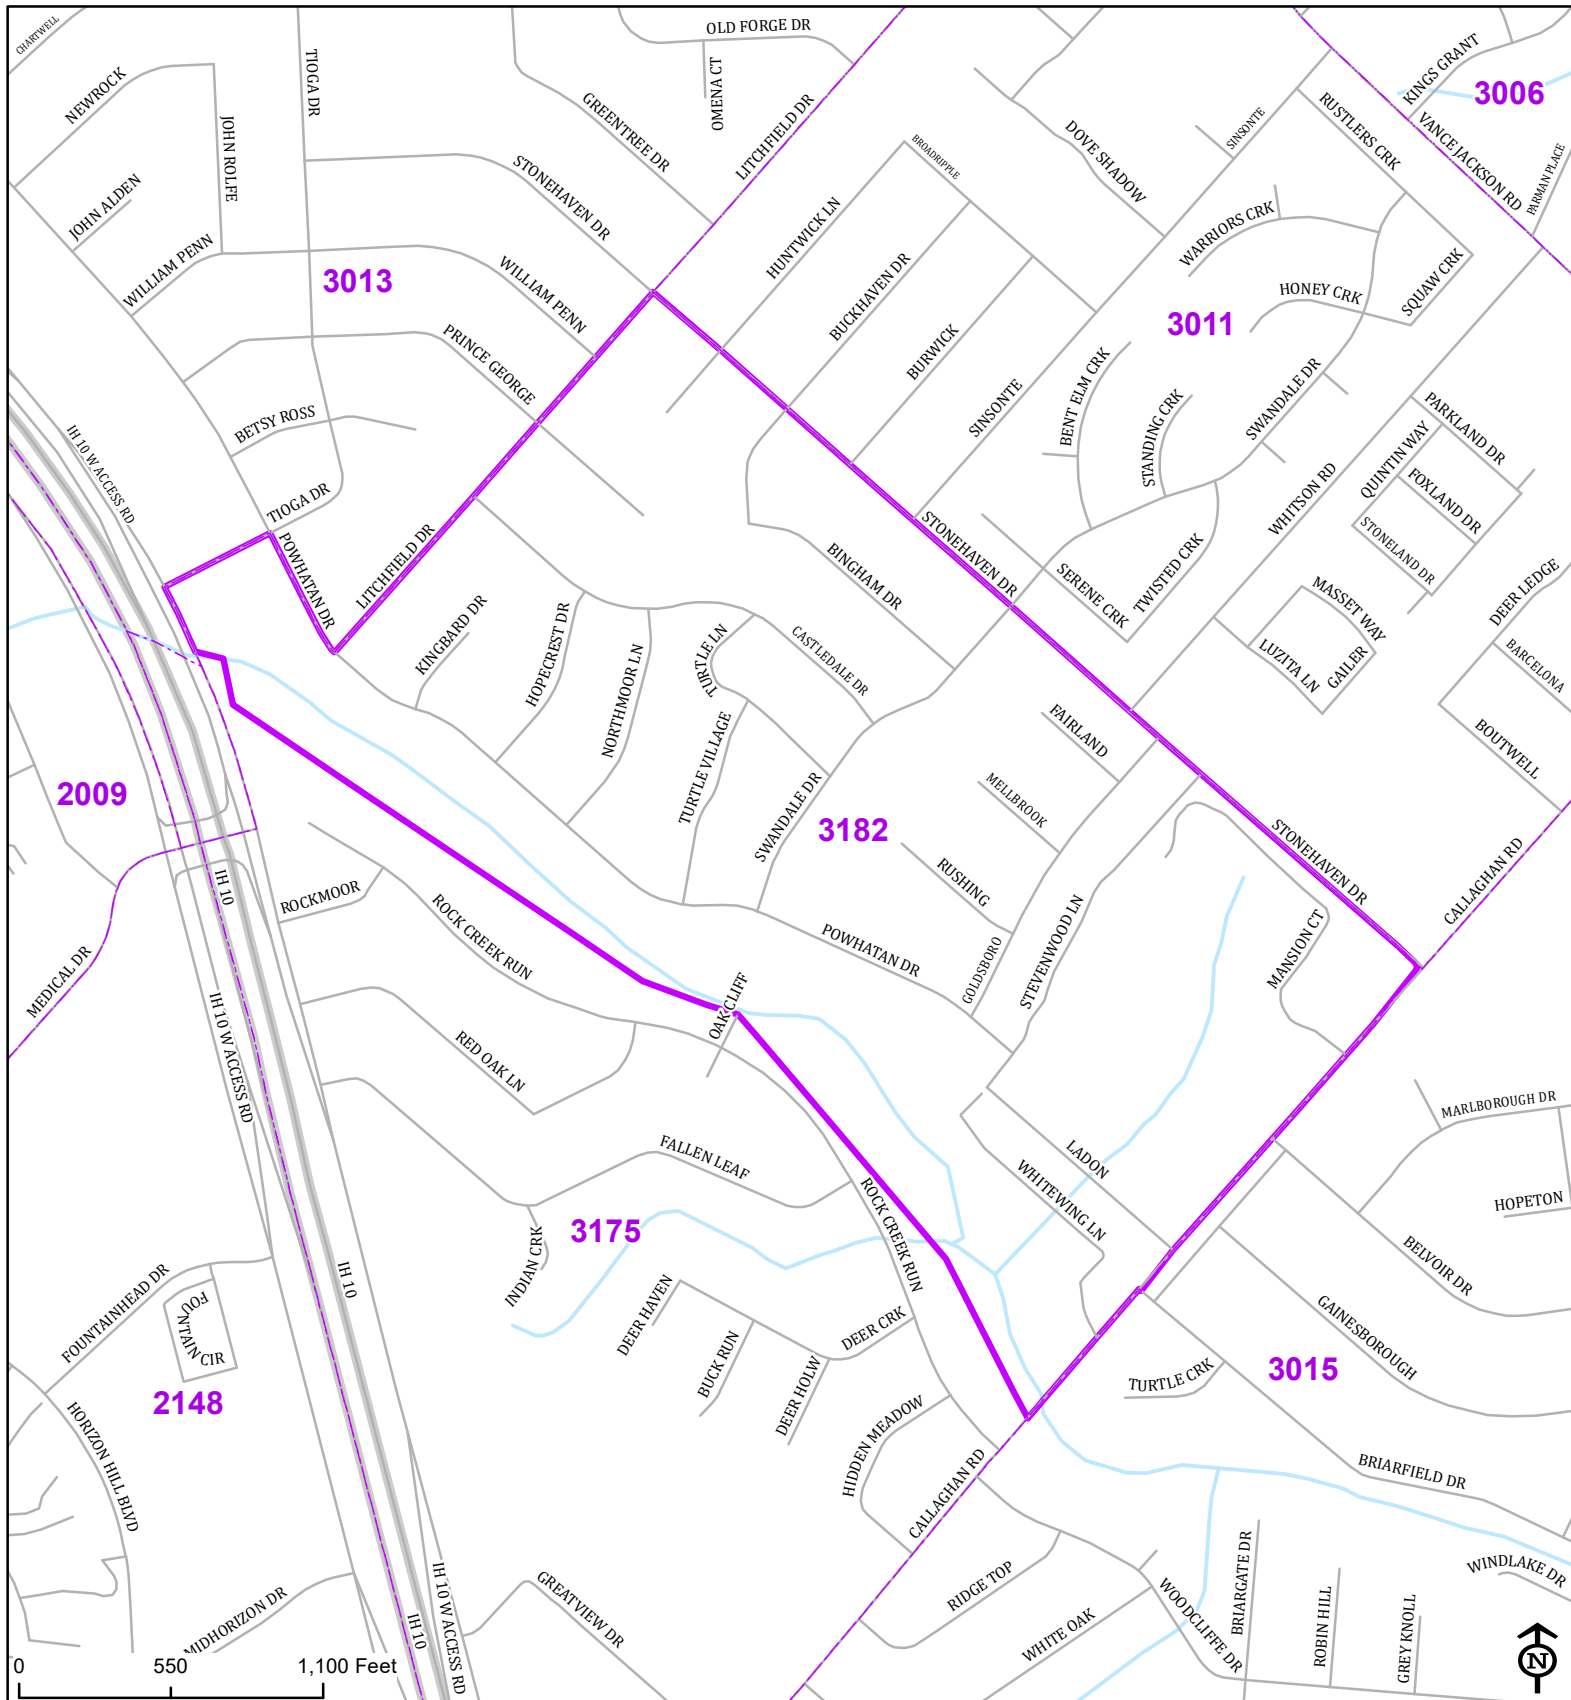 CHARTWELL
OLD FORGE DR
KINGS GRANT
3006
NEWROCK
TIOGA DR
OMENA CT
GREENTREE DR
LITCHFIELD DR
RUSTLERS CRK
VANCE JACKSON RD
SINSONTE
DOVE SHADOW
BROADRIPPLE
PARMAN PLACE
JOHN ROLFE
STONEHAVEN DR
JOHN ALDEN
HUNTWICK LN
WARRIORS CRK
WILLIAM PENN
3013
WILLIAM PENN
BUCKHAVEN DR
HONEY CRK
SQUAW CRK
3011
PRINCE GEORGE
BURWICK
BENT ELM CRK
SWANDALE DR
SINSONTE
STANDING CRK
PARKLAND DR
BETSY ROSS
QUINTIN WAY
IH 10 W ACCESS RD
FOXLAND DR
WHITSON RD
TIOGA DR
STONEHAVEN DR
STONELAND DR
POWHATAN DR
LITCHFIELD DR
BINGHAM DR
SERENE CRK
TWISTED CRK
MASSET WAY
DEER LEDGE
KINGBARD DR
HOPECREST DR
NORTHMOOR LN
TURTLE LN
CASTLEDALE DR
LUZITA LN
GAILER
BARCELONA
FAIRLAND
BOUTWELL
TURTLE VILLAGE
2009
MELLBROOK
SWANDALE DR
3182
STONEHAVEN DR
RUSHING
CALLAGHAN RD
IH 10
ROCKMOOR
ROCK CREEK RUN
STEVENWOOD LN
MANSION CT
POWHATAN DR
GOLDSBORO
MEDICAL DR
OAKCLIFF
IH 10 W ACCESS RD
RED OAK LN
MARLBOROUGH DR
FALLEN LEAF
LADON
WHITEWING LN
HOPETON
3175
ROCK CREEK RUN
INDIAN CRK
BELVOIR DR
IH 10
FOUNTAINHEAD DR
FOUNTAIN CIR
DEER HAVEN
DEER CRK
GAINESBOROUGH
BUCK RUN
DEER HOLW
TURTLE CRK
3015
2148
HIDDEN MEADOW
HORIZON HILL BLVD
CALLAGHAN RD
BRIARFIELD DR
MIDHORIZON DR
IH 10
IH 10 W ACCESS RD
GREATVIEW DR
RIDGE TOP
WHITE OAK
WOODCLIFFE DR
BRIARGATE DR
ROBIN HILL
GREY KNOLL
WINDLAKE DR
0 550 1,100 Feet
N